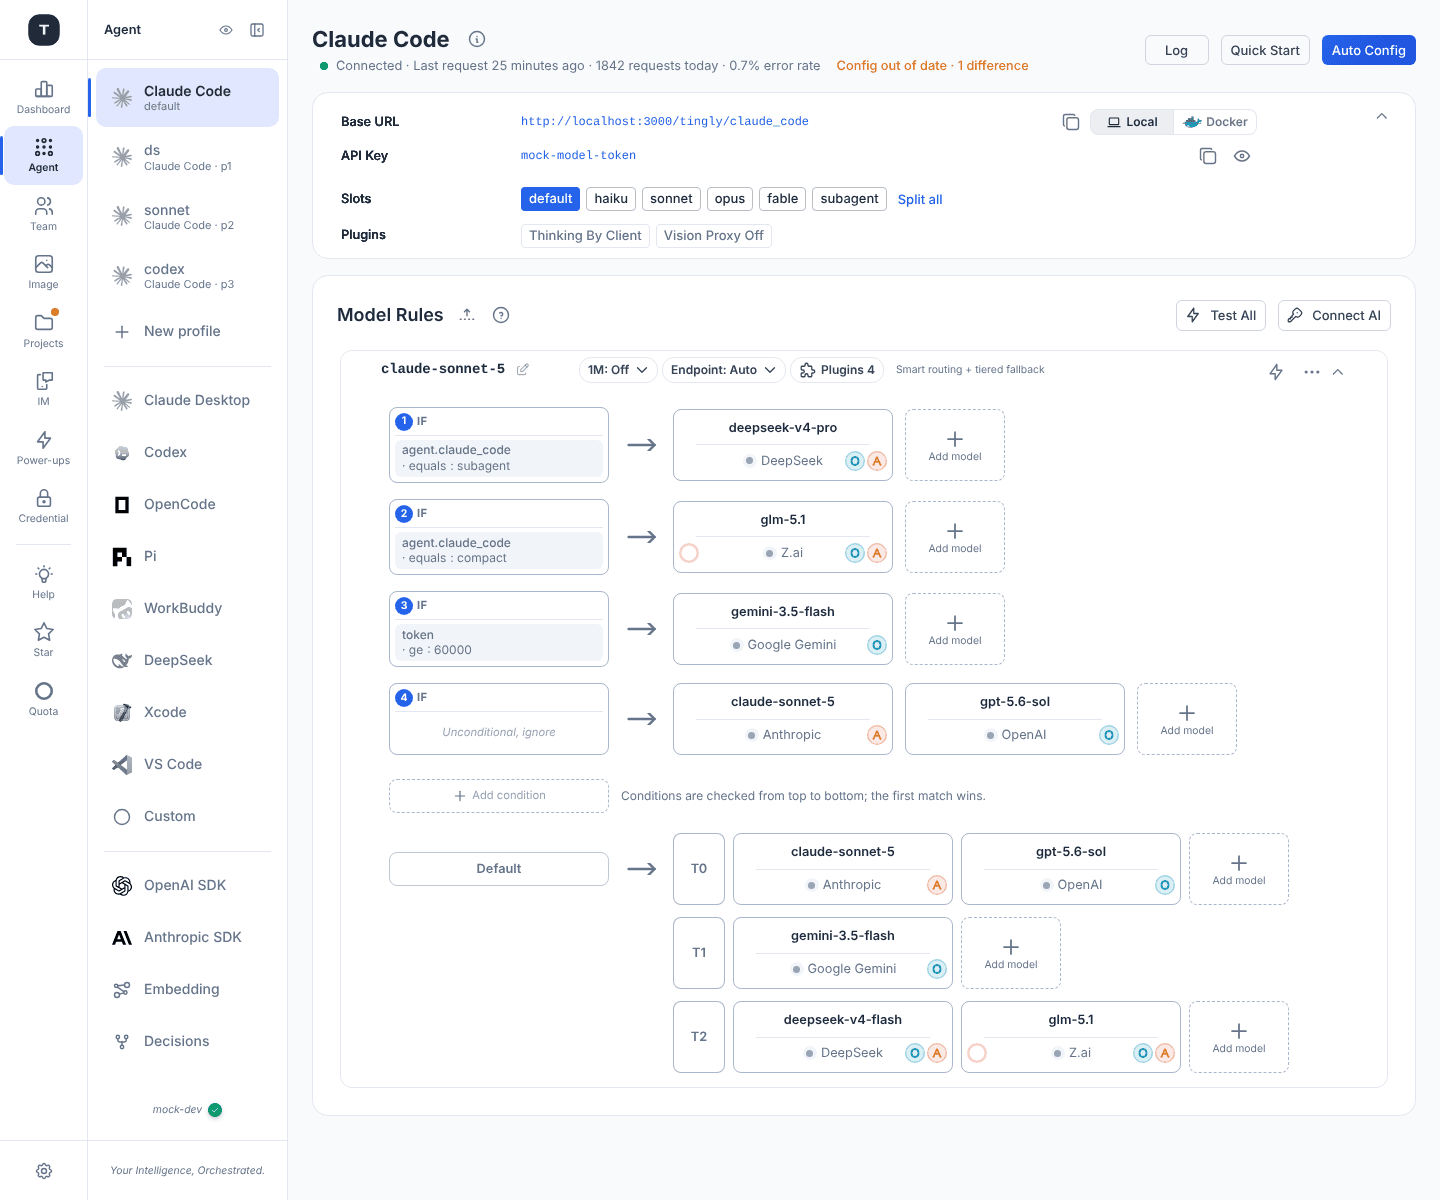 T
Dashboard
Agent
Team
Image
Projects
IM
Power-ups
Credential
Help
Star
Quota
Agent
Claude Code
default
ds
Claude Code · p1
sonnet
Claude Code · p2
codex
Claude Code · p3
New profile
Claude Desktop
Codex
OpenCode
Pi
WorkBuddy
DeepSeek
Xcode
VS Code
Custom
OpenAI SDK
Anthropic SDK
Embedding
Decisions
mock-dev
Your Intelligence, Orchestrated.
Claude Code
Connected · Last request 25 minutes ago · 1842 requests today · 0.7% error rate Config out of date · 1 difference
Log Quick Start Auto Config
Base URL http://localhost:3000/tingly/claude_code Local Docker
API Key mock-model-token
Slots default haiku sonnet opus fable subagent Split all
Plugins Thinking By Client Vision Proxy Off
Model Rules Test All Connect AI
claude-sonnet-5 1M: Off Endpoint: Auto Plugins 4 Smart routing + tiered fallback
1 IF
agent.claude_code
· equals : subagent
deepseek-v4-pro
DeepSeek O A
Add model
2 IF
agent.claude_code
· equals : compact
glm-5.1
Z.ai O A
Add model
3 IF
token
· ge : 60000
gemini-3.5-flash
Google Gemini O
Add model
4 IF
Unconditional, ignore
claude-sonnet-5
Anthropic A
gpt-5.6-sol
OpenAI O
Add model
Add condition Conditions are checked from top to bottom; the first match wins.
Default
T0
claude-sonnet-5
Anthropic A
gpt-5.6-sol
OpenAI O
Add model
T1
gemini-3.5-flash
Google Gemini O
Add model
T2
deepseek-v4-flash
DeepSeek O A
glm-5.1
Z.ai O A
Add model